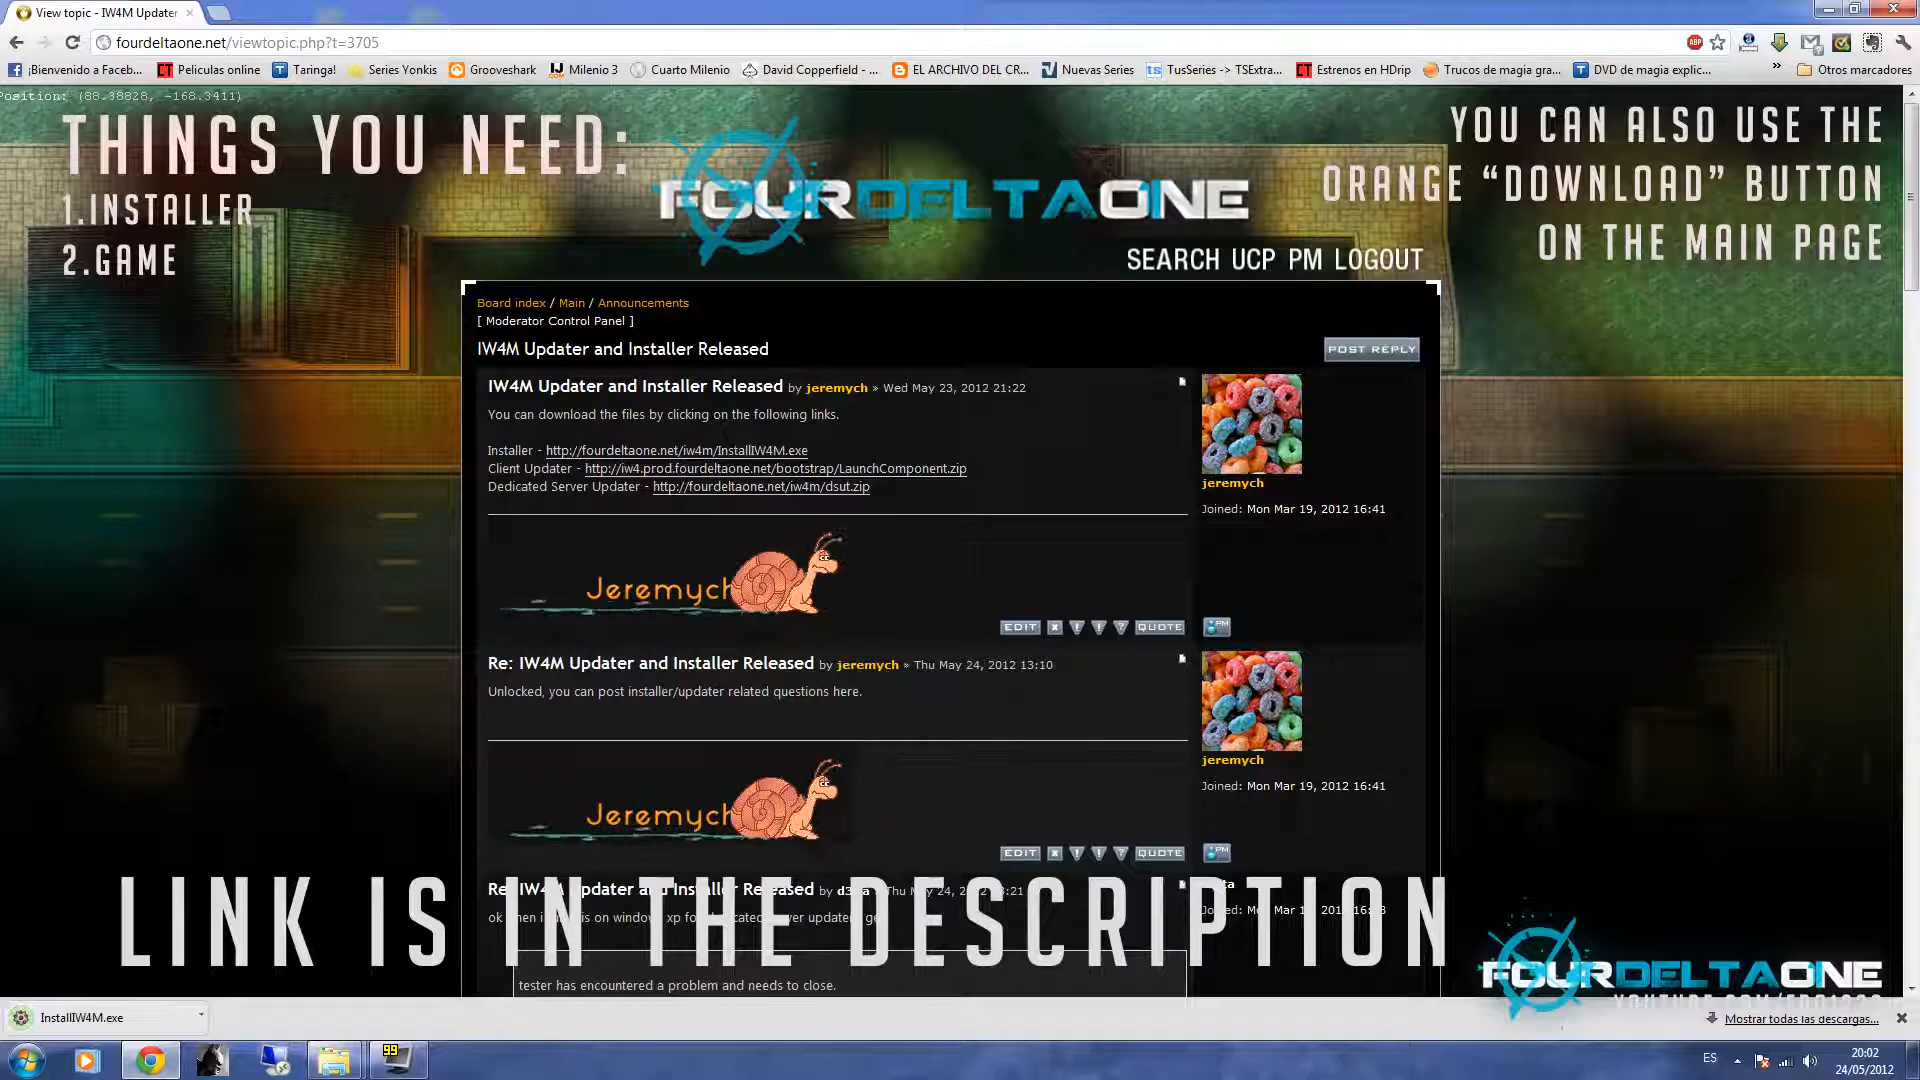 View topic - IW4M Updater
fourdeltaone.net/viewtopic.php?t=3705
¡Bienvenido a Faceb...
Peliculas online
Taringa!
Series Yonkis
Grooveshark
Milenio 3
Cuarto Milenio
David Copperfield - ...
EL ARCHIVO DEL CR...
Nuevas Series
TusSeries -> TSExtra...
Estrenos en HDrip
Trucos de magia gra...
DVD de magia explic...
Otros marcadores
Position: (88.38828, -168.3411)
THINGS YOU NEED:
1.INSTALLER
2.GAME
FOURDELTAONE
YOU CAN ALSO USE THE
ORANGE “DOWNLOAD” BUTTON
ON THE MAIN PAGE
SEARCH UCP PM LOGOUT
Board index / Main / Announcements
[ Moderator Control Panel ]
IW4M Updater and Installer Released
POST REPLY
IW4M Updater and Installer Released by jeremych » Wed May 23, 2012 21:22
You can download the files by clicking on the following links.
Installer - http://fourdeltaone.net/iw4m/InstallIW4M.exe
Client Updater - http://iw4.prod.fourdeltaone.net/bootstrap/LaunchComponent.zip
Dedicated Server Updater - http://fourdeltaone.net/iw4m/dsut.zip
jeremych
Joined: Mon Mar 19, 2012 16:41
Jeremych
EDIT X ! ! ? QUOTE
PM
Re: IW4M Updater and Installer Released by jeremych » Thu May 24, 2012 13:10
Unlocked, you can post installer/updater related questions here.
jeremych
Joined: Mon Mar 19, 2012 16:41
Jeremych
EDIT X ! ! ? QUOTE
PM
Re: IW4M Updater and Installer Released by
LINK IS IN THE DESCRIPTION
tester has encountered a problem and needs to close.
FOURDELTAONE
InstallIW4M.exe
Mostrar todas las descargas...
99
ES
20:02
24/05/2012